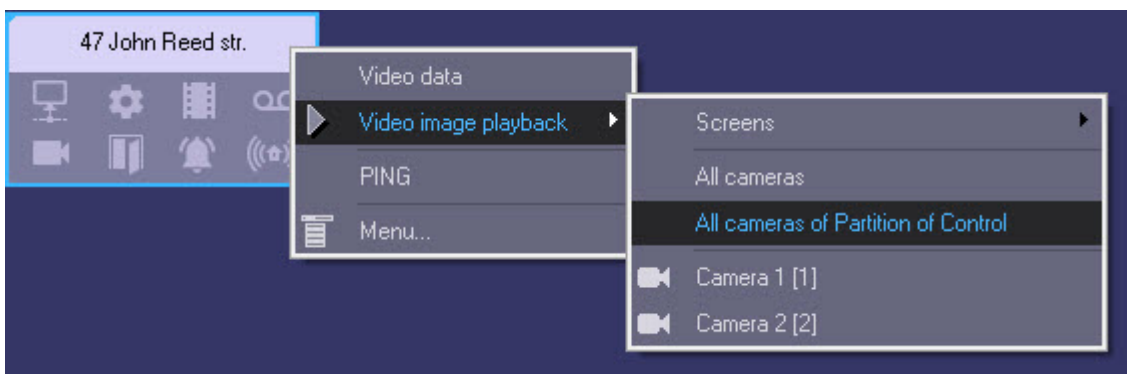 47 John Reed str.
Video data
Video image playback
PING
Menu...
Screens
All cameras
All cameras of Partition of Control
Camera 1 [1]
Camera 2 [2]